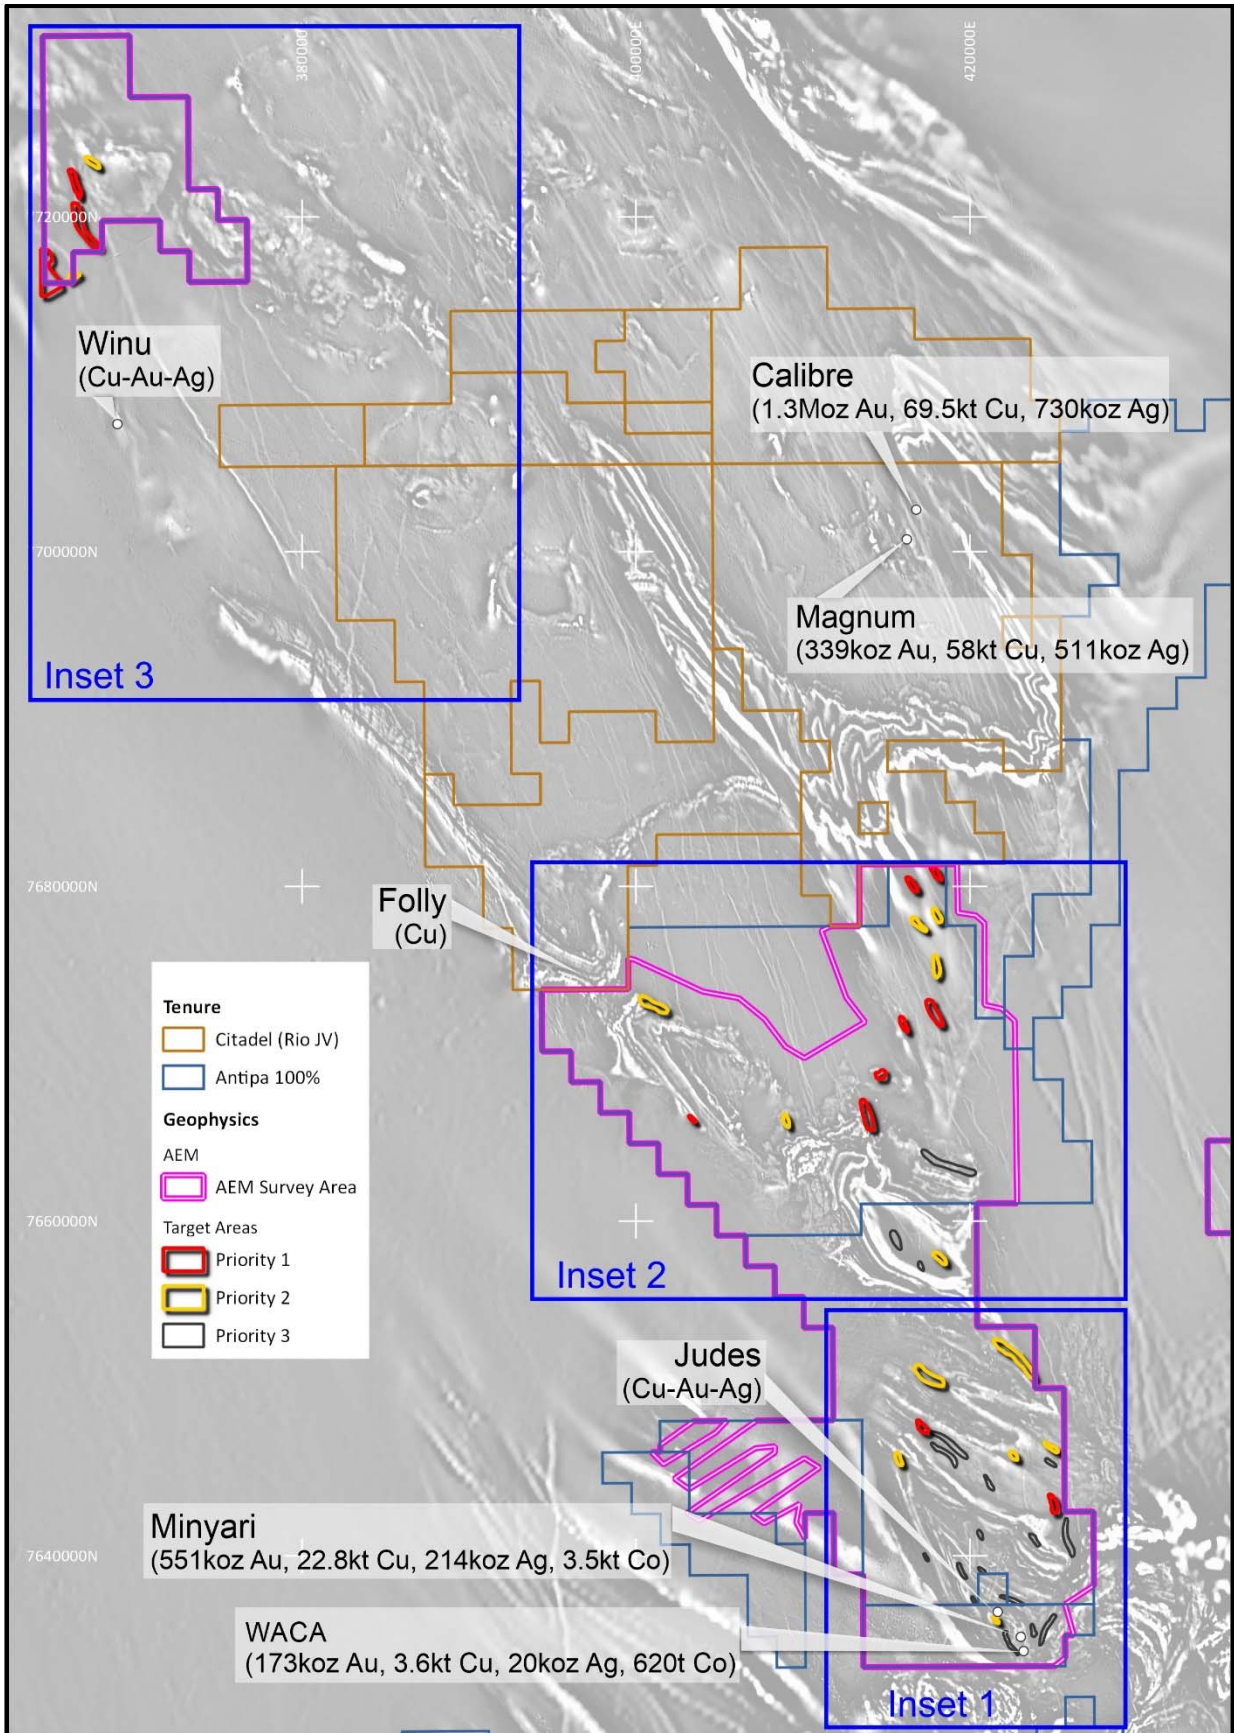 380000E
400000E
420000E
720000N
Winu
(Cu-Au-Ag)
Calibre
(1.3Moz Au, 69.5kt Cu, 730koz Ag)
700000N
Magnum
(339koz Au, 58kt Cu, 511koz Ag)
Inset 3
7680000N
Folly
(Cu)
Tenure
Citadel (Rio JV)
Antipa 100%
Geophysics
AEM
AEM Survey Area
Target Areas
Priority 1
Priority 2
Priority 3
7660000N
Inset 2
Judes
(Cu-Au-Ag)
Minyari
(551koz Au, 22.8kt Cu, 214koz Ag, 3.5kt Co)
7640000N
WACA
(173koz Au, 3.6kt Cu, 20koz Ag, 620t Co)
Inset 1